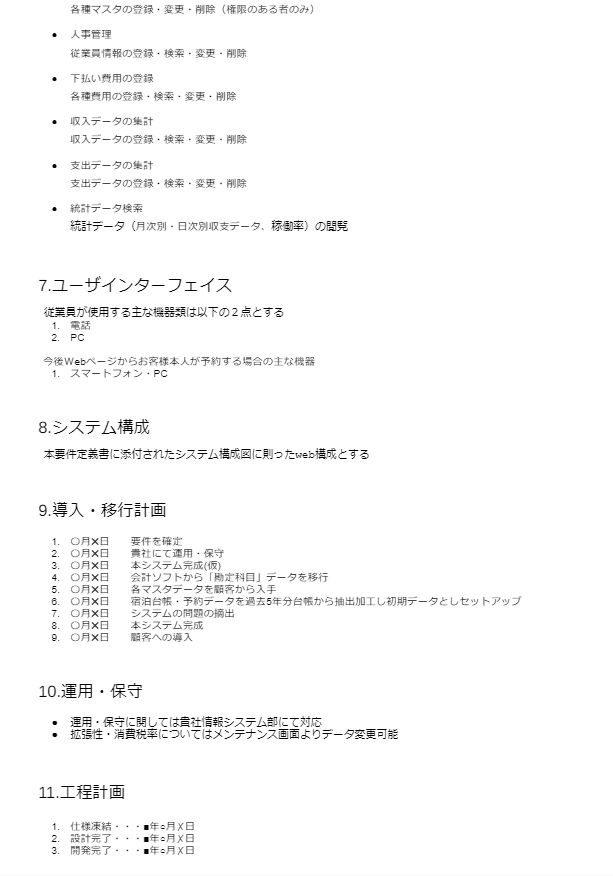 各種マスタの登録・変更・削除（権限のある者のみ）
● 人事管理
従業員情報の登録・検索・変更・削除
● 下払い費用の登録
各種費用の登録・検索・変更・削除
● 収入データの集計
収入データの登録・検索・変更・削除
● 支出データの集計
支出データの登録・検索・変更・削除
● 統計データ検索
統計データ（月次別・日次別収支データ、稼働率）の閲覧
7.ユーザインターフェイス
従業員が使用する主な機器類は以下の２点とする
1. 電話
2. PC
今後Webページからお客様本人が予約する場合の主な機器
1. スマートフォン・PC
8.システム構成
本要件定義書に添付されたシステム構成図に則ったweb構成とする
9.導入・移行計画
1. 〇月✕日 要件を確定
2. 〇月✕日 貴社にて運用・保守
3. 〇月✕日 本システム完成(仮)
4. 〇月✕日 会計ソフトから「勘定科目」データを移行
5. 〇月✕日 各マスタデータを顧客から入手
6. 〇月✕日 宿泊台帳・予約データを過去5年分台帳から抽出加工し初期データとしセットアップ
7. 〇月✕日 システムの問題の摘出
8. 〇月✕日 本システム完成
9. 〇月✕日 顧客への導入
10.運用・保守
● 運用・保守に関しては貴社情報システム部にて対応
● 拡張性・消費税率についてはメンテナンス画面よりデータ変更可能
11.工程計画
1. 仕様凍結・・・■年○月╳日
2. 設計完了・・・■年○月╳日
3. 開発完了・・・■年○月╳日